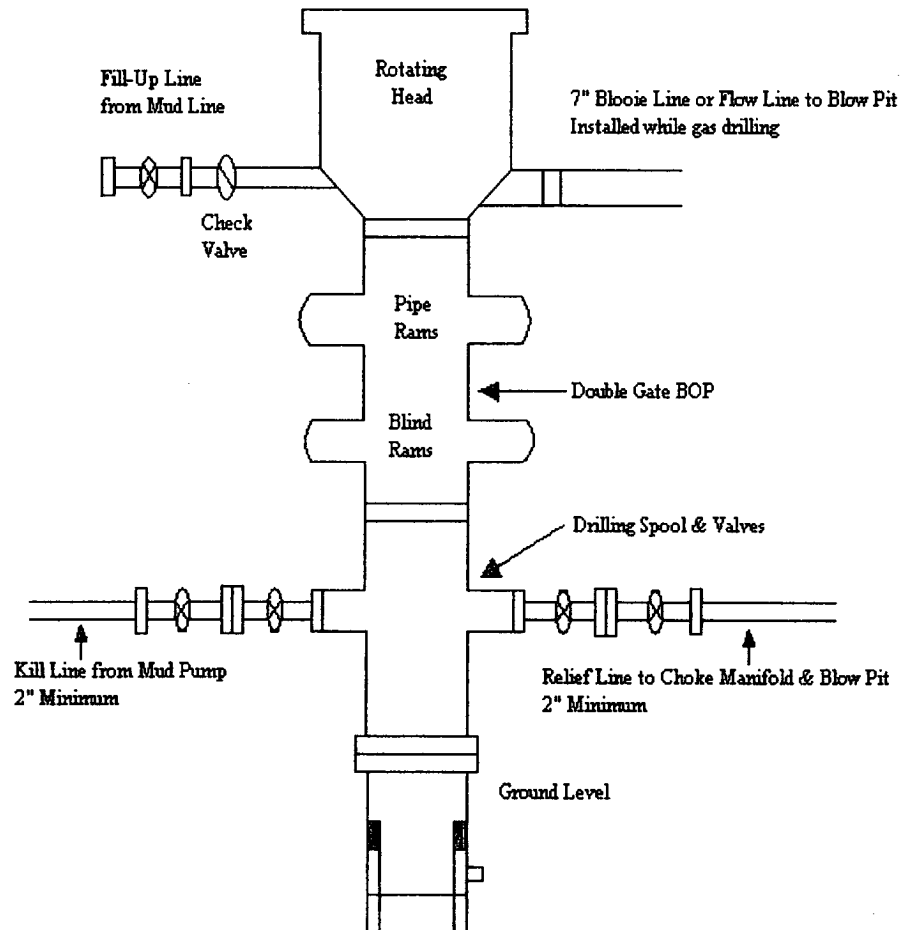 Rotating
Head
Fill-Up Line
from Mud Line
7" Blooie Line or Flow Line to Blow Pit
Installed while gas drilling
Check
Valve
Pipe
Rams
Double Gate BOP
Blind
Rams
Drilling Spool & Valves
Kill Line from Mud Pump
2" Minimum
Relief Line to Choke Manifold & Blow Pit
2" Minimum
Ground Level